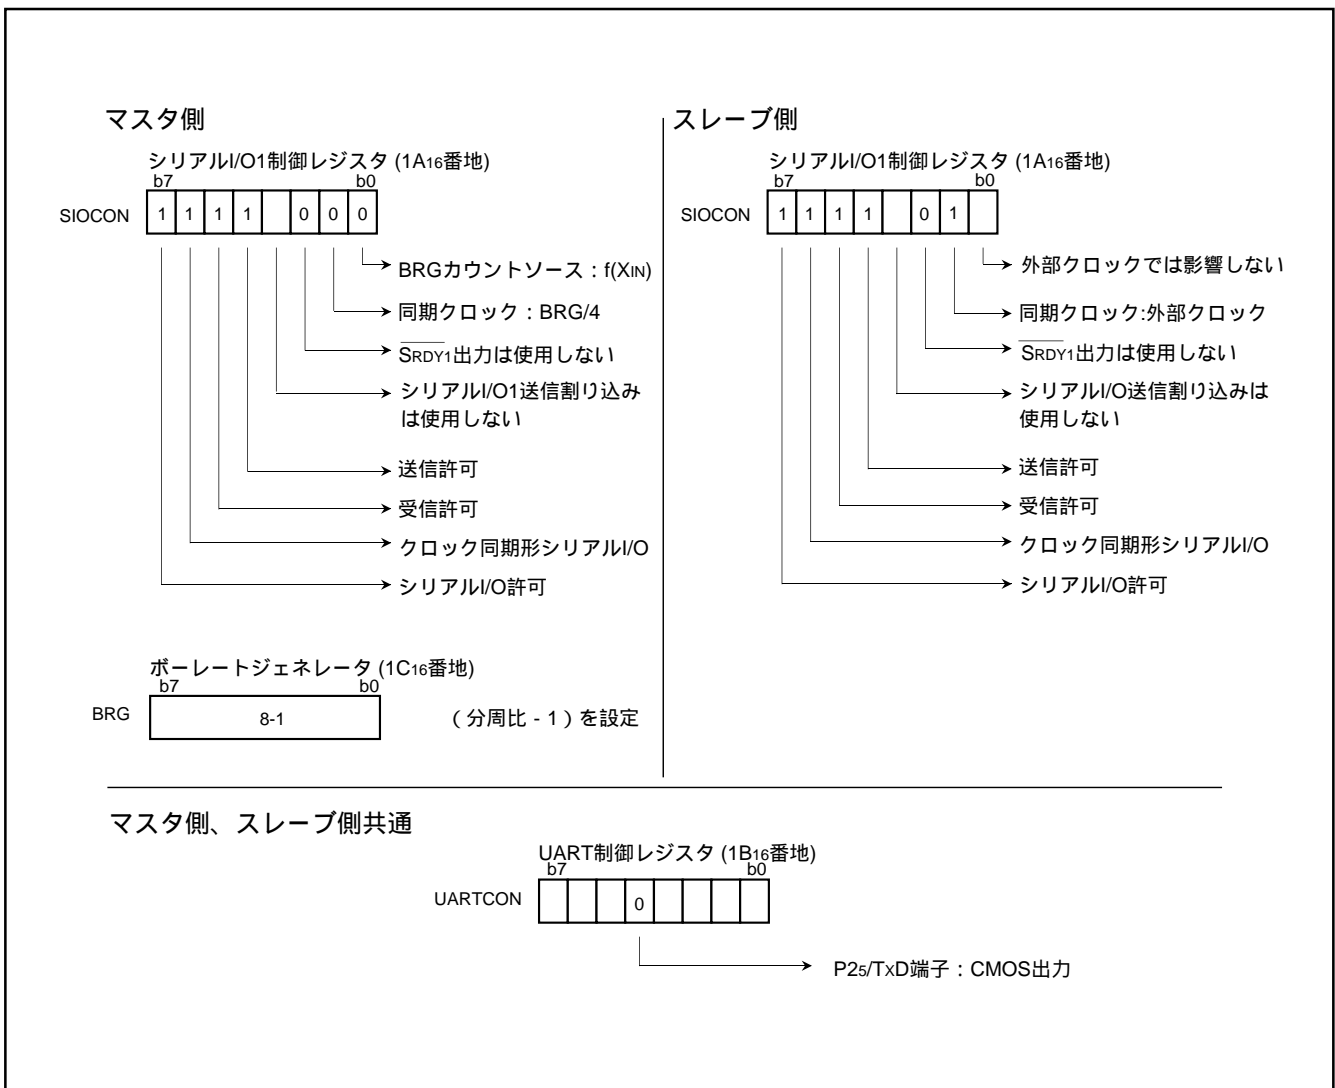 マスタ側
シリアルI/O1制御レジスタ (1A16番地)
b7 b0
SIOCON 1 1 1 1 0 0 0
BRGカウントソース：f(XIN)
同期クロック：BRG/4
SRDY1出力は使用しない
シリアルI/O1送信割り込み
は使用しない
送信許可
受信許可
クロック同期形シリアルI/O
シリアルI/O許可
ボーレートジェネレータ (1C16番地)
b7 b0
BRG 8-1 （分周比 - 1）を設定
スレーブ側
シリアルI/O1制御レジスタ (1A16番地)
b7 b0
SIOCON 1 1 1 1 0 1
外部クロックでは影響しない
同期クロック:外部クロック
SRDY1出力は使用しない
シリアルI/O送信割り込みは
使用しない
送信許可
受信許可
クロック同期形シリアルI/O
シリアルI/O許可
マスタ側、スレーブ側共通
UART制御レジスタ (1B16番地)
b7 b0
UARTCON 0
P25/TXD端子：CMOS出力